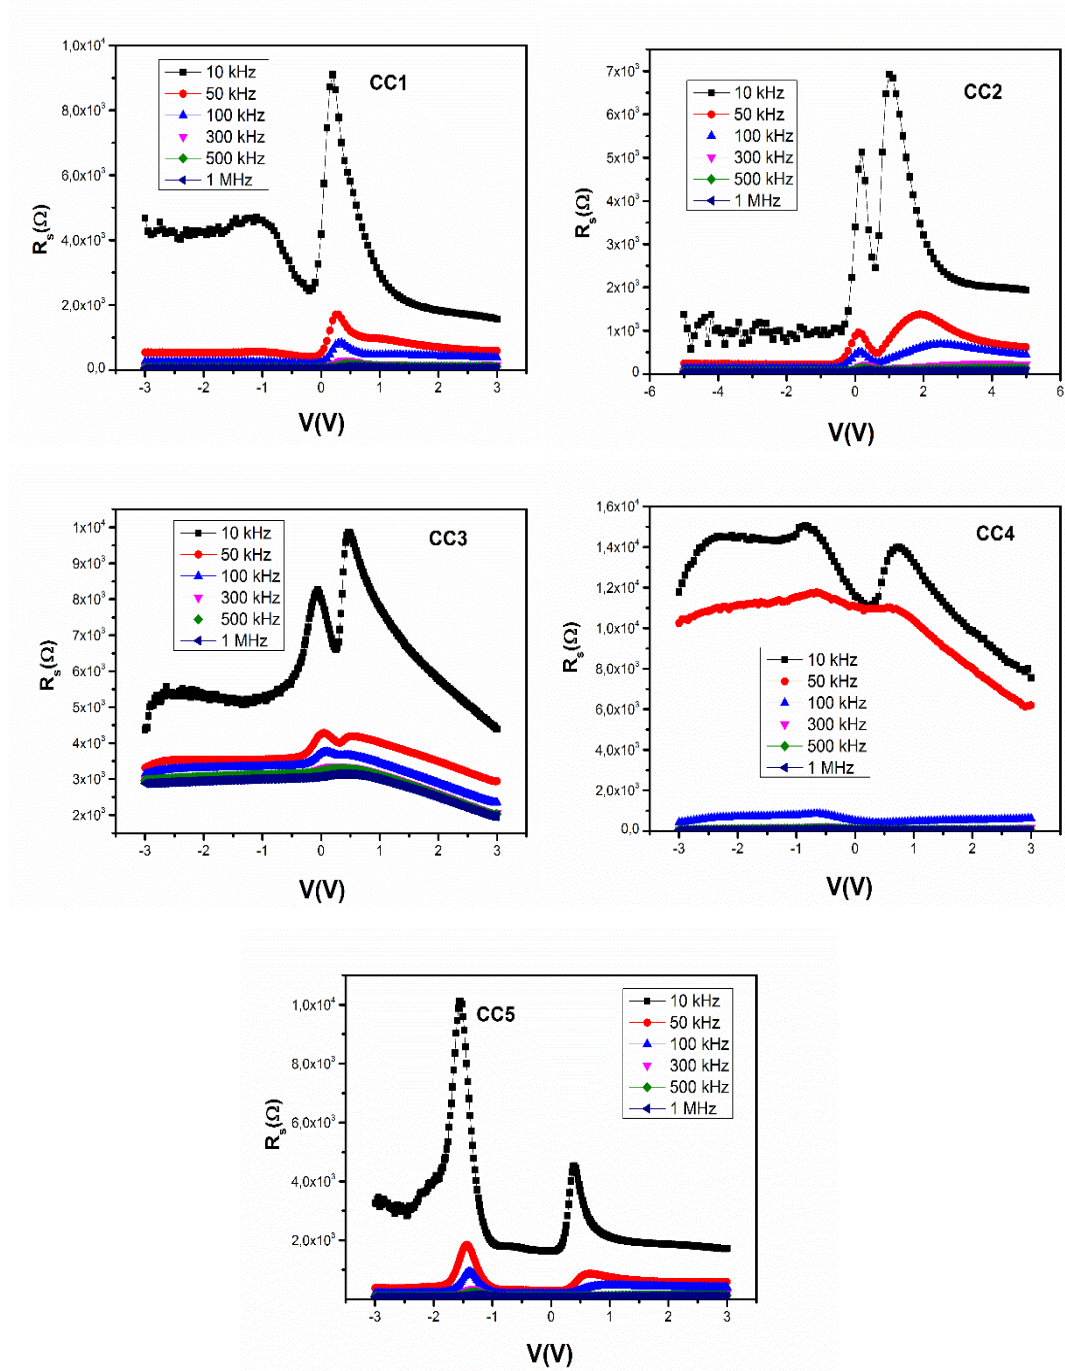 1,0x10⁴
8,0x10³
6,0x10³
4,0x10³
2,0x10³
0,0
Rₛ(Ω)
10 kHz
50 kHz
100 kHz
300 kHz
500 kHz
1 MHz
CC1
-3 -2 -1 0 1 2 3
V(V)
7x10³
6x10³
5x10³
4x10³
3x10³
2x10³
1x10³
0
Rₛ(Ω)
10 kHz
50 kHz
100 kHz
300 kHz
500 kHz
1 MHz
CC2
-6 -4 -2 0 2 4 6
V(V)
1x10⁴
9x10³
8x10³
7x10³
6x10³
5x10³
4x10³
3x10³
2x10³
Rₛ(Ω)
10 kHz
50 kHz
100 kHz
300 kHz
500 kHz
1 MHz
CC3
-3 -2 -1 0 1 2 3
V(V)
1,6x10⁴
1,4x10⁴
1,2x10⁴
1,0x10⁴
8,0x10³
6,0x10³
4,0x10³
2,0x10³
0,0
Rₛ(Ω)
CC4
10 kHz
50 kHz
100 kHz
300 kHz
500 kHz
1 MHz
-3 -2 -1 0 1 2 3
V(V)
1,0x10⁴
8,0x10³
6,0x10³
4,0x10³
2,0x10³
Rₛ(Ω)
CC5
10 kHz
50 kHz
100 kHz
300 kHz
500 kHz
1 MHz
-3 -2 -1 0 1 2 3
V(V)